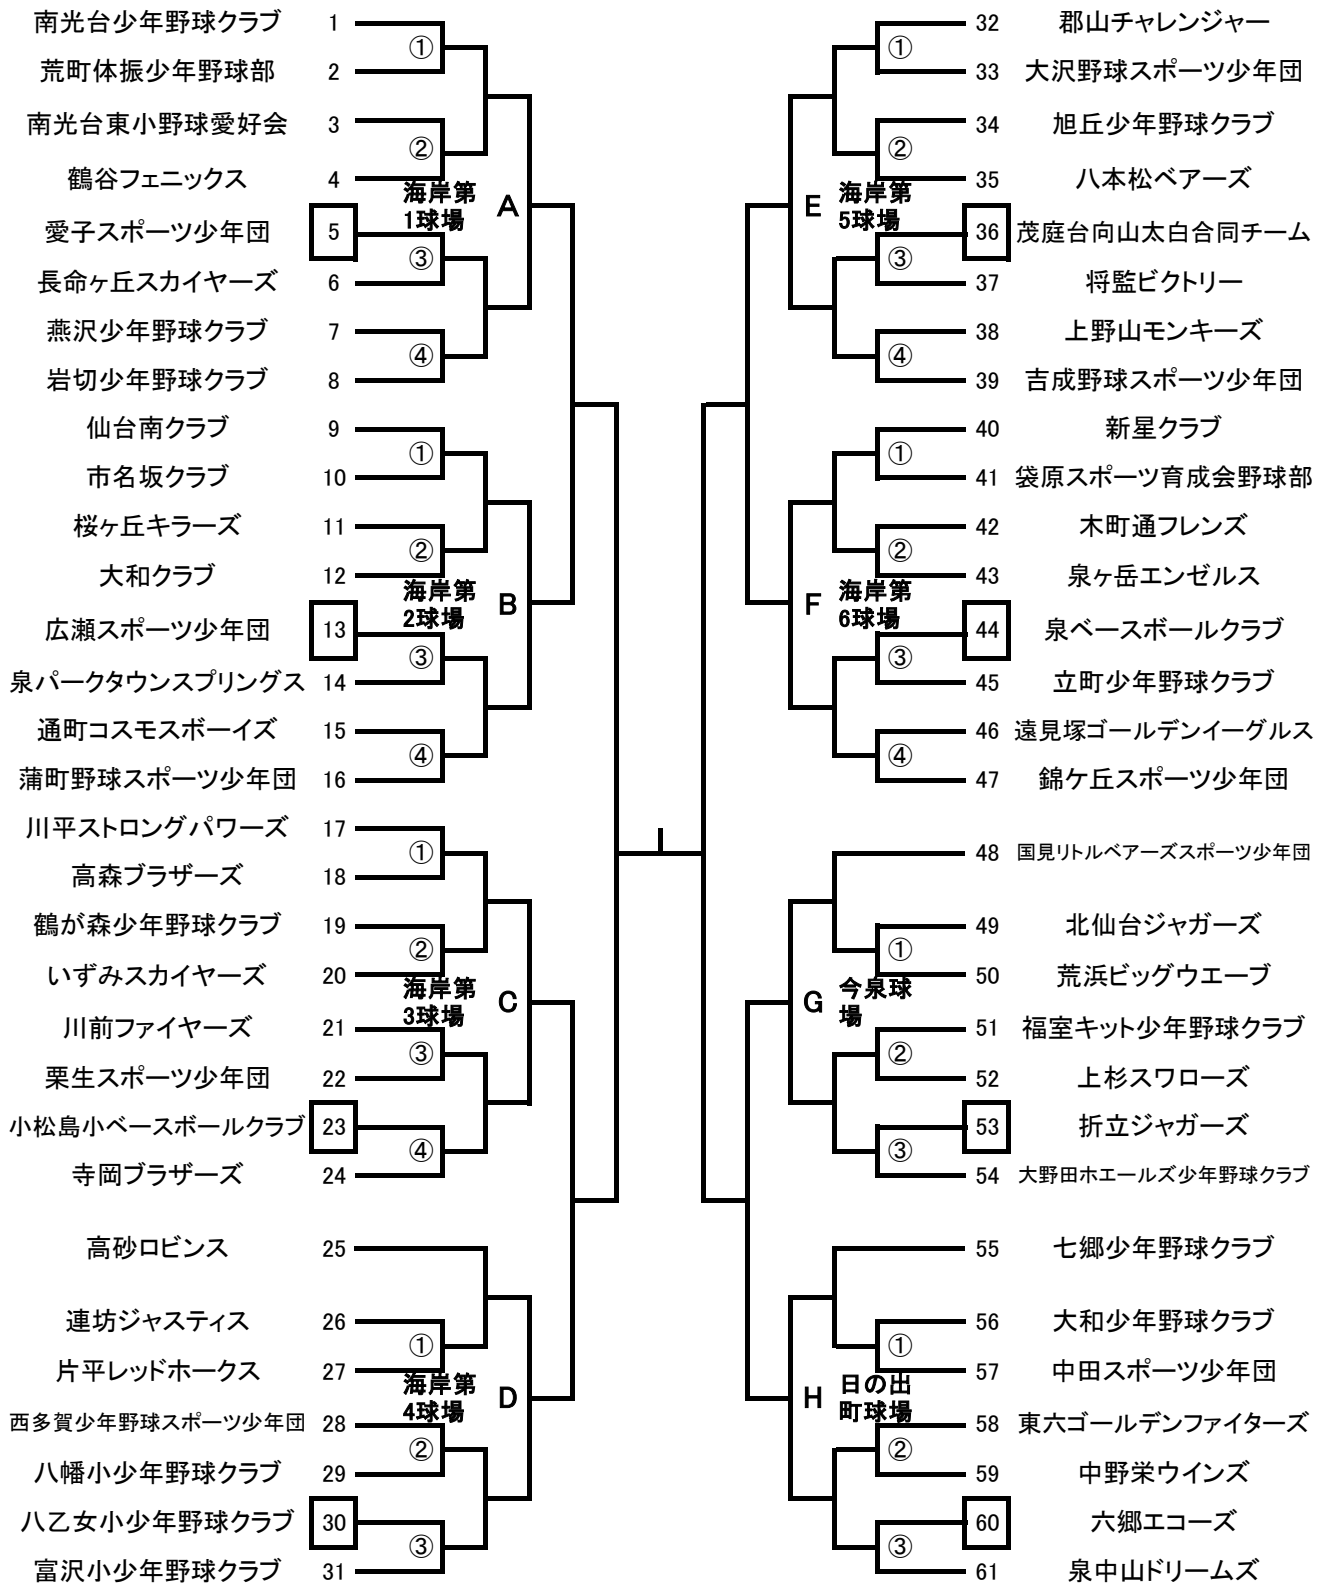 南光台少年野球クラブ 1
①
荒町体振少年野球部 2
南光台東小野球愛好会 3
②
鶴谷フェニックス 4
海岸第
1球場
A
愛子スポーツ少年団 5
③
長命ヶ丘スカイヤーズ 6
燕沢少年野球クラブ 7
④
岩切少年野球クラブ 8
仙台南クラブ 9
①
市名坂クラブ 10
桜ヶ丘キラーズ 11
②
大和クラブ 12
海岸第
2球場
B
広瀬スポーツ少年団 13
③
泉パークタウンスプリングス 14
通町コスモスボーイズ 15
④
蒲町野球スポーツ少年団 16
川平ストロングパワーズ 17
①
高森ブラザーズ 18
鶴が森少年野球クラブ 19
②
いずみスカイヤーズ 20
海岸第
3球場
C
川前ファイヤーズ 21
③
栗生スポーツ少年団 22
小松島小ベースボールクラブ 23
④
寺岡ブラザーズ 24
高砂ロビンス 25
連坊ジャスティス 26
①
片平レッドホークス 27
海岸第
4球場
D
西多賀少年野球スポーツ少年団 28
②
八幡小少年野球クラブ 29
八乙女小少年野球クラブ 30
③
富沢小少年野球クラブ 31
32 郡山チャレンジャー
①
33 大沢野球スポーツ少年団
34 旭丘少年野球クラブ
②
35 八本松ベアーズ
E
海岸第
5球場
36 茂庭台向山太白合同チーム
③
37 将監ビクトリー
38 上野山モンキーズ
④
39 吉成野球スポーツ少年団
40 新星クラブ
①
41 袋原スポーツ育成会野球部
42 木町通フレンズ
②
43 泉ヶ岳エンゼルス
F
海岸第
6球場
44 泉ベースボールクラブ
③
45 立町少年野球クラブ
46 遠見塚ゴールデンイーグルス
④
47 錦ケ丘スポーツ少年団
48 国見リトルベアーズスポーツ少年団
49 北仙台ジャガーズ
①
50 荒浜ビッグウエーブ
G
今泉球
場
51 福室キット少年野球クラブ
②
52 上杉スワローズ
53 折立ジャガーズ
③
54 大野田ホエールズ少年野球クラブ
55 七郷少年野球クラブ
56 大和少年野球クラブ
①
57 中田スポーツ少年団
H
日の出
町球場
58 東六ゴールデンファイターズ
②
59 中野栄ウインズ
60 六郷エコーズ
③
61 泉中山ドリームズ